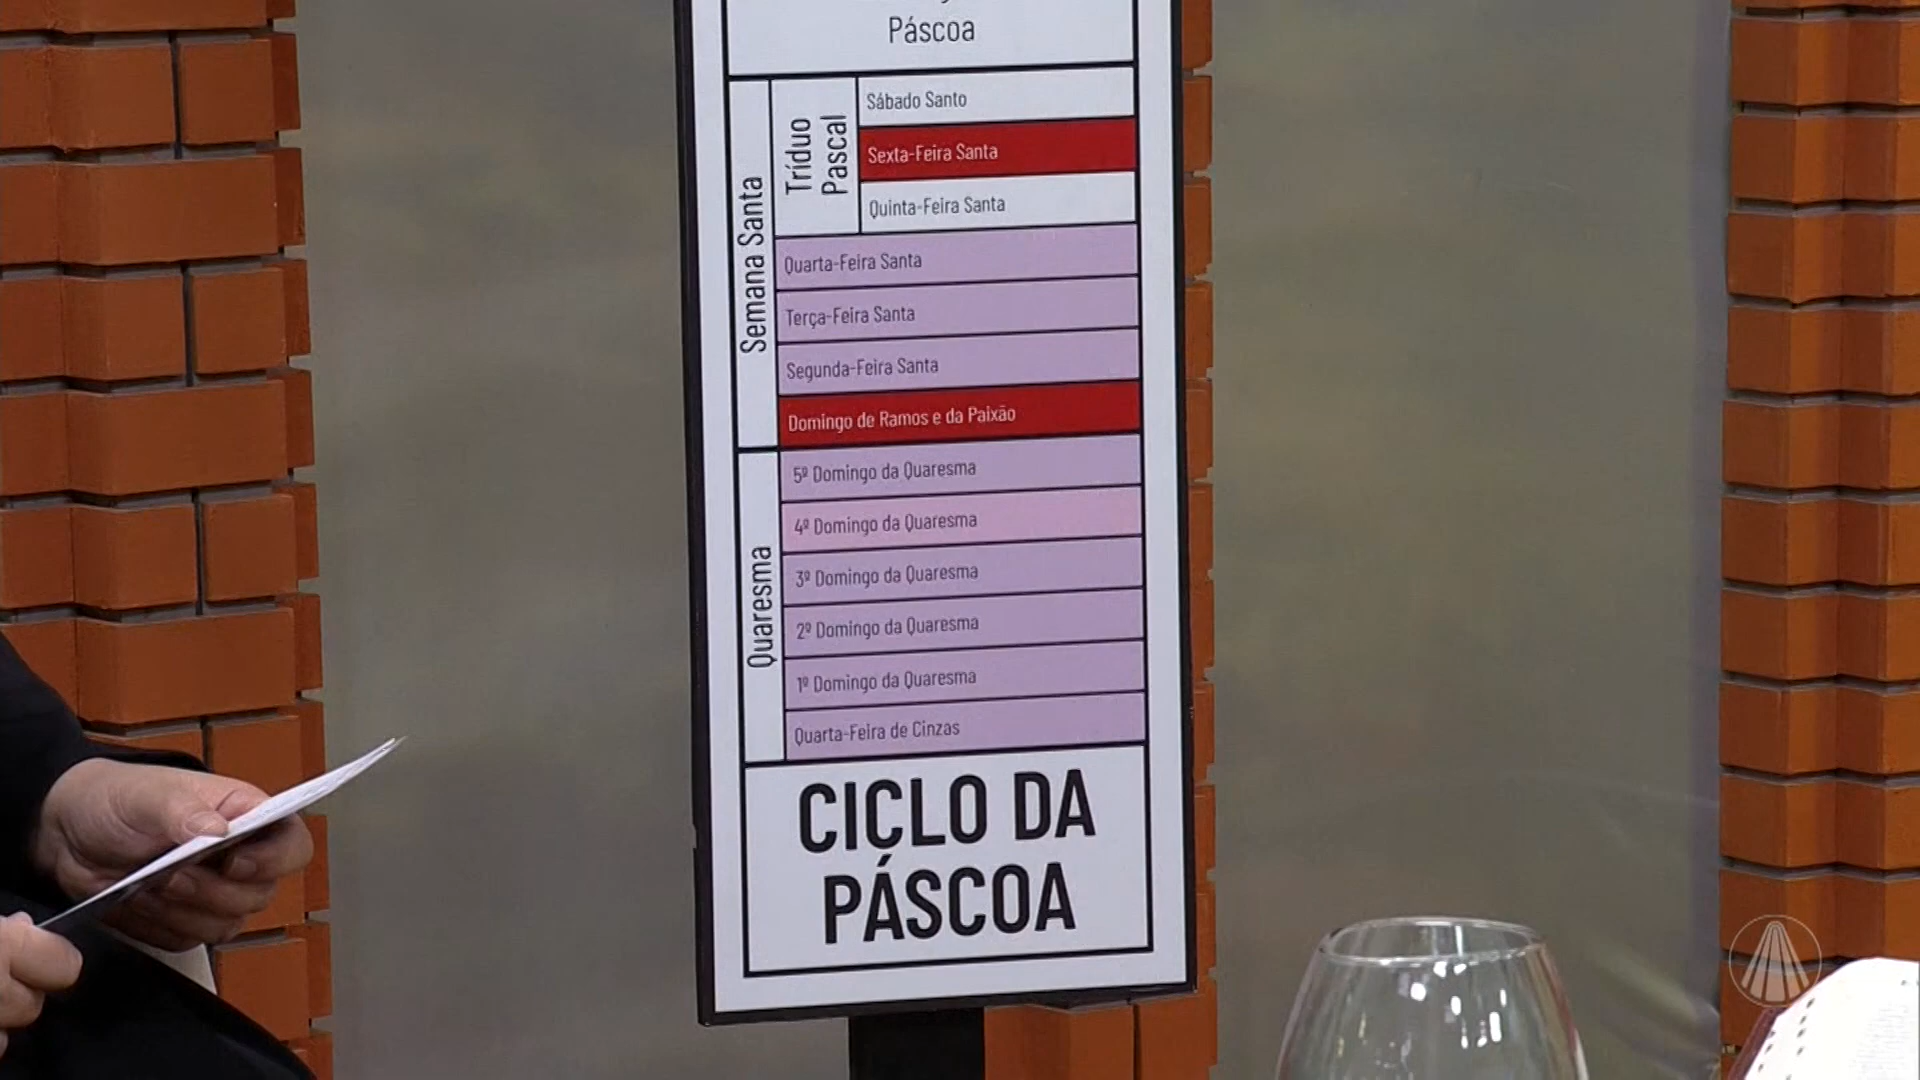 Páscoa
Semana Santa
Tríduo
Pascal
Sábado Santo
Sexta-Feira Santa
Quinta-Feira Santa
Quarta-Feira Santa
Terça-Feira Santa
Segunda-Feira Santa
Domingo de Ramos e da Paixão
Quaresma
5º Domingo da Quaresma
4º Domingo da Quaresma
3º Domingo da Quaresma
2º Domingo da Quaresma
1º Domingo da Quaresma
Quarta-Feira de Cinzas
CICLO DA
PÁSCOA